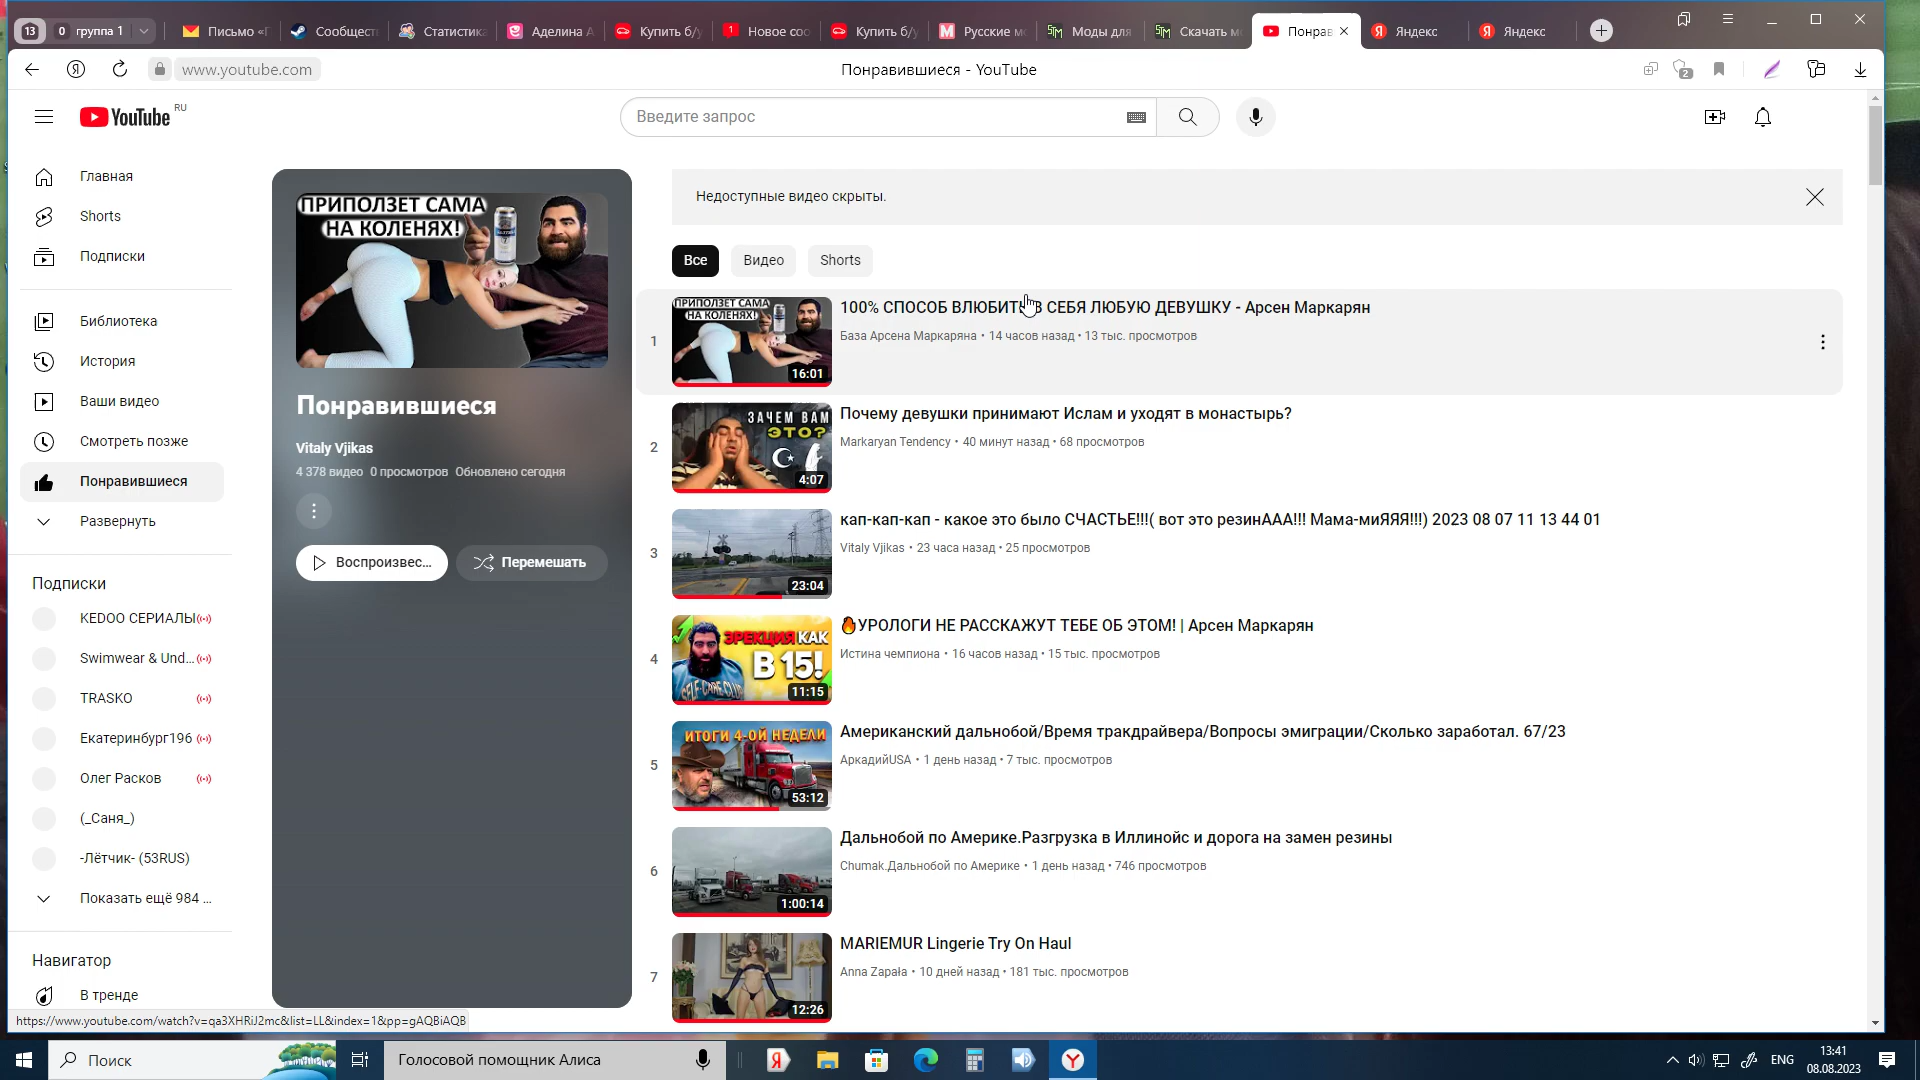 13
0 группа 1
Письмо «Г
Сообщест
Статистика
Аделина А
Купить б/у
Новое соо
Купить б/у
Русские мо
Моды для
Скачать мо
Понрав
Яндекс
Яндекс
www.youtube.com
Понравившиеся - YouTube
2
YouTube RU
Введите запрос
Главная
Shorts
Подписки
Библиотека
История
Ваши видео
Смотреть позже
Понравившиеся
Развернуть
Подписки
KEDOO СЕРИАЛЫ
Swimwear & Und...
TRASKO
Екатеринбург196
Олег Расков
(_Саня_)
-Лётчик- (53RUS)
Показать ещё 984 ...
Навигатор
В тренде
ПРИПОЛЗЕТ САМА
НА КОЛЕНЯХ!
Понравившиеся
Vitaly Vjikas
4 378 видео 0 просмотров Обновлено сегодня
Воспроизвес...
Перемешать
Недоступные видео скрыты.
Все
Видео
Shorts
1
ПРИПОЛЗЕТ САМА
НА КОЛЕНЯХ!
16:01
100% СПОСОБ ВЛЮБИТЬ В СЕБЯ ЛЮБУЮ ДЕВУШКУ - Арсен Маркарян
База Арсена Маркаряна • 14 часов назад • 13 тыс. просмотров
2
ЗАЧЕМ ВАМ
ЭТО?
4:07
Почему девушки принимают Ислам и уходят в монастырь?
Markaryan Tendency • 40 минут назад • 68 просмотров
3
23:04
кап-кап-кап - какое это было СЧАСТЬЕ!!!( вот это резинААА!!! Мама-миЯЯЯ!!!) 2023 08 07 11 13 44 01
Vitaly Vjikas • 23 часа назад • 25 просмотров
4
ЭРЕКЦИЯ КАК
В 15!
SELF-CARE CLUB
11:15
УРОЛОГИ НЕ РАССКАЖУТ ТЕБЕ ОБ ЭТОМ! | Арсен Маркарян
Истина чемпиона • 16 часов назад • 15 тыс. просмотров
5
ИТОГИ 4-ОЙ НЕДЕЛИ
53:12
Американский дальнобой/Время тракдрайвера/Вопросы эмиграции/Сколько заработал. 67/23
АркадийUSA • 1 день назад • 7 тыс. просмотров
6
1:00:14
Дальнобой по Америке.Разгрузка в Иллинойс и дорога на замен резины
Chumak.Дальнобой по Америке • 1 день назад • 746 просмотров
7
12:26
MARIEMUR Lingerie Try On Haul
Anna Zapała • 10 дней назад • 181 тыс. просмотров
https://www.youtube.com/watch?v=qa3XHRiJ2mc&list=LL&index=1&pp=gAQBiAQB
Поиск
Голосовой помощник Алиса
ENG
13:41
08.08.2023